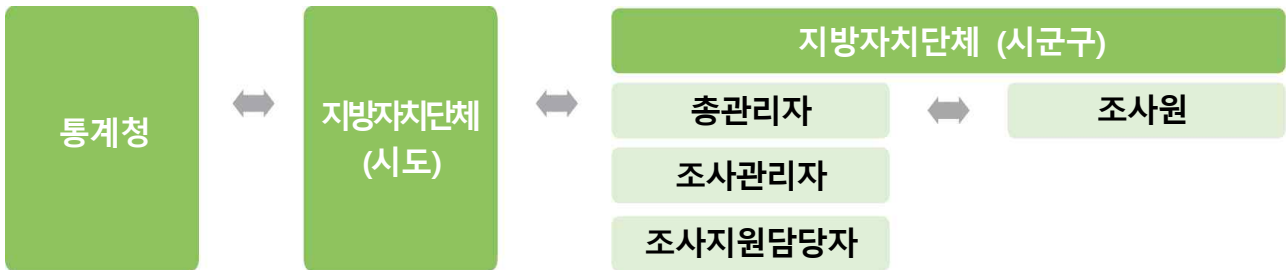 통계청
지방자치단체
(시도)
지방자치단체 (시군구)
총관리자
조사원
조사관리자
조사지원담당자